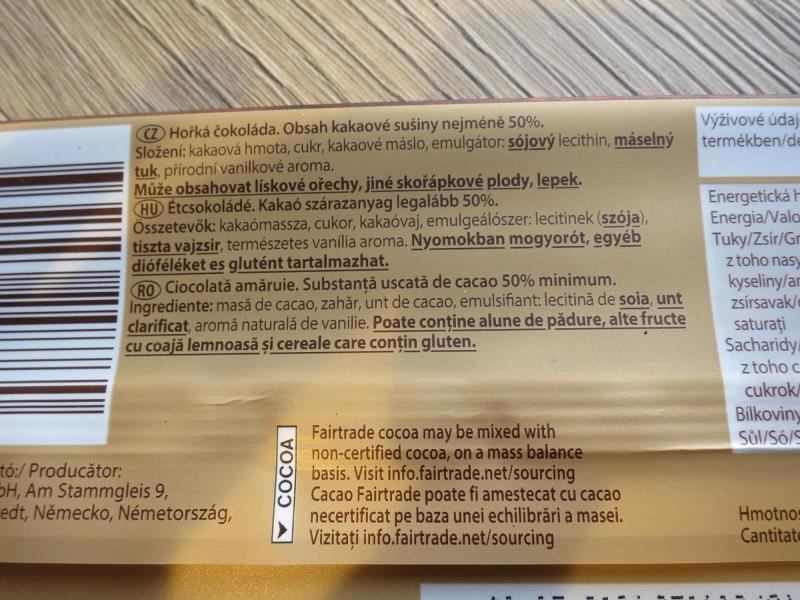 CZ Hořká čokoláda. Obsah kakaové sušiny nejméně 50%.
Složení: kakaová hmota, cukr, kakaové máslo, emulgátor: sójový lecithin, máselný
tuk, přírodní vanilkové aroma.
Může obsahovat lískové ořechy, jiné skořápkové plody, lepek.
HU Étcsokoládé. Kakaó szárazanyag legalább 50%.
Összetevők: kakaómassza, cukor, kakaóvaj, emulgeálószer: lecitinek (szója),
tiszta vajzsir, természetes vanília aroma. Nyomokban mogyorót, egyéb
dióféléket es glutént tartalmazhat.
RO Ciocolată amăruie. Substanță uscată de cacao 50% minimum.
Ingrediente: masă de cacao, zahăr, unt de cacao, emulsifiant: lecitină de soia, unt
clarificat, aromă naturală de vanilie. Poate conține alune de pădure, alte fructe
cu coajă lemnoasă și cereale care conțin gluten.
Výživové údaj
termékben/de
Energetická h
Energia/Valo
Tuky/Zsír/Gr
z toho nasy
kyseliny/an
zsírsavak/
saturați
Sacharidy/
z toho c
cukrok/
Bílkoviny
Sůl/Só/S
COCOA
Fairtrade cocoa may be mixed with
non-certified cocoa, on a mass balance
basis. Visit info.fairtrade.net/sourcing
Cacao Fairtrade poate fi amestecat cu cacao
necertificat pe baza unei echilibrări a masei.
Vizitați info.fairtrade.net/sourcing
tó:/ Producător:
bH, Am Stammgleis 9,
edt, Německo, Németország,
Hmotnos
Cantitate